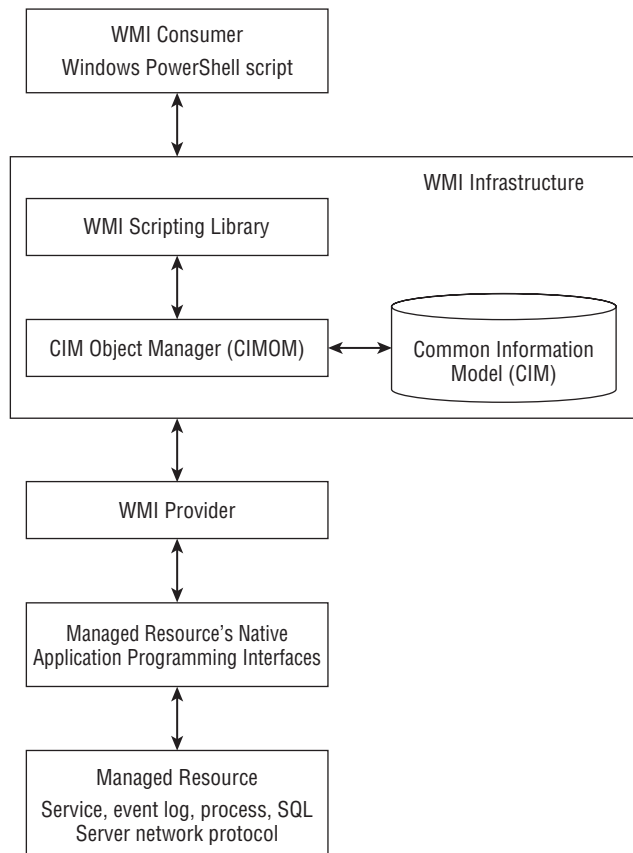 WMI Consumer
Windows PowerShell script
WMI Infrastructure
WMI Scripting Library
CIM Object Manager (CIMOM)
Common Information
Model (CIM)
WMI Provider
Managed Resource’s Native
Application Programming Interfaces
Managed Resource
Service, event log, process, SQL
Server network protocol